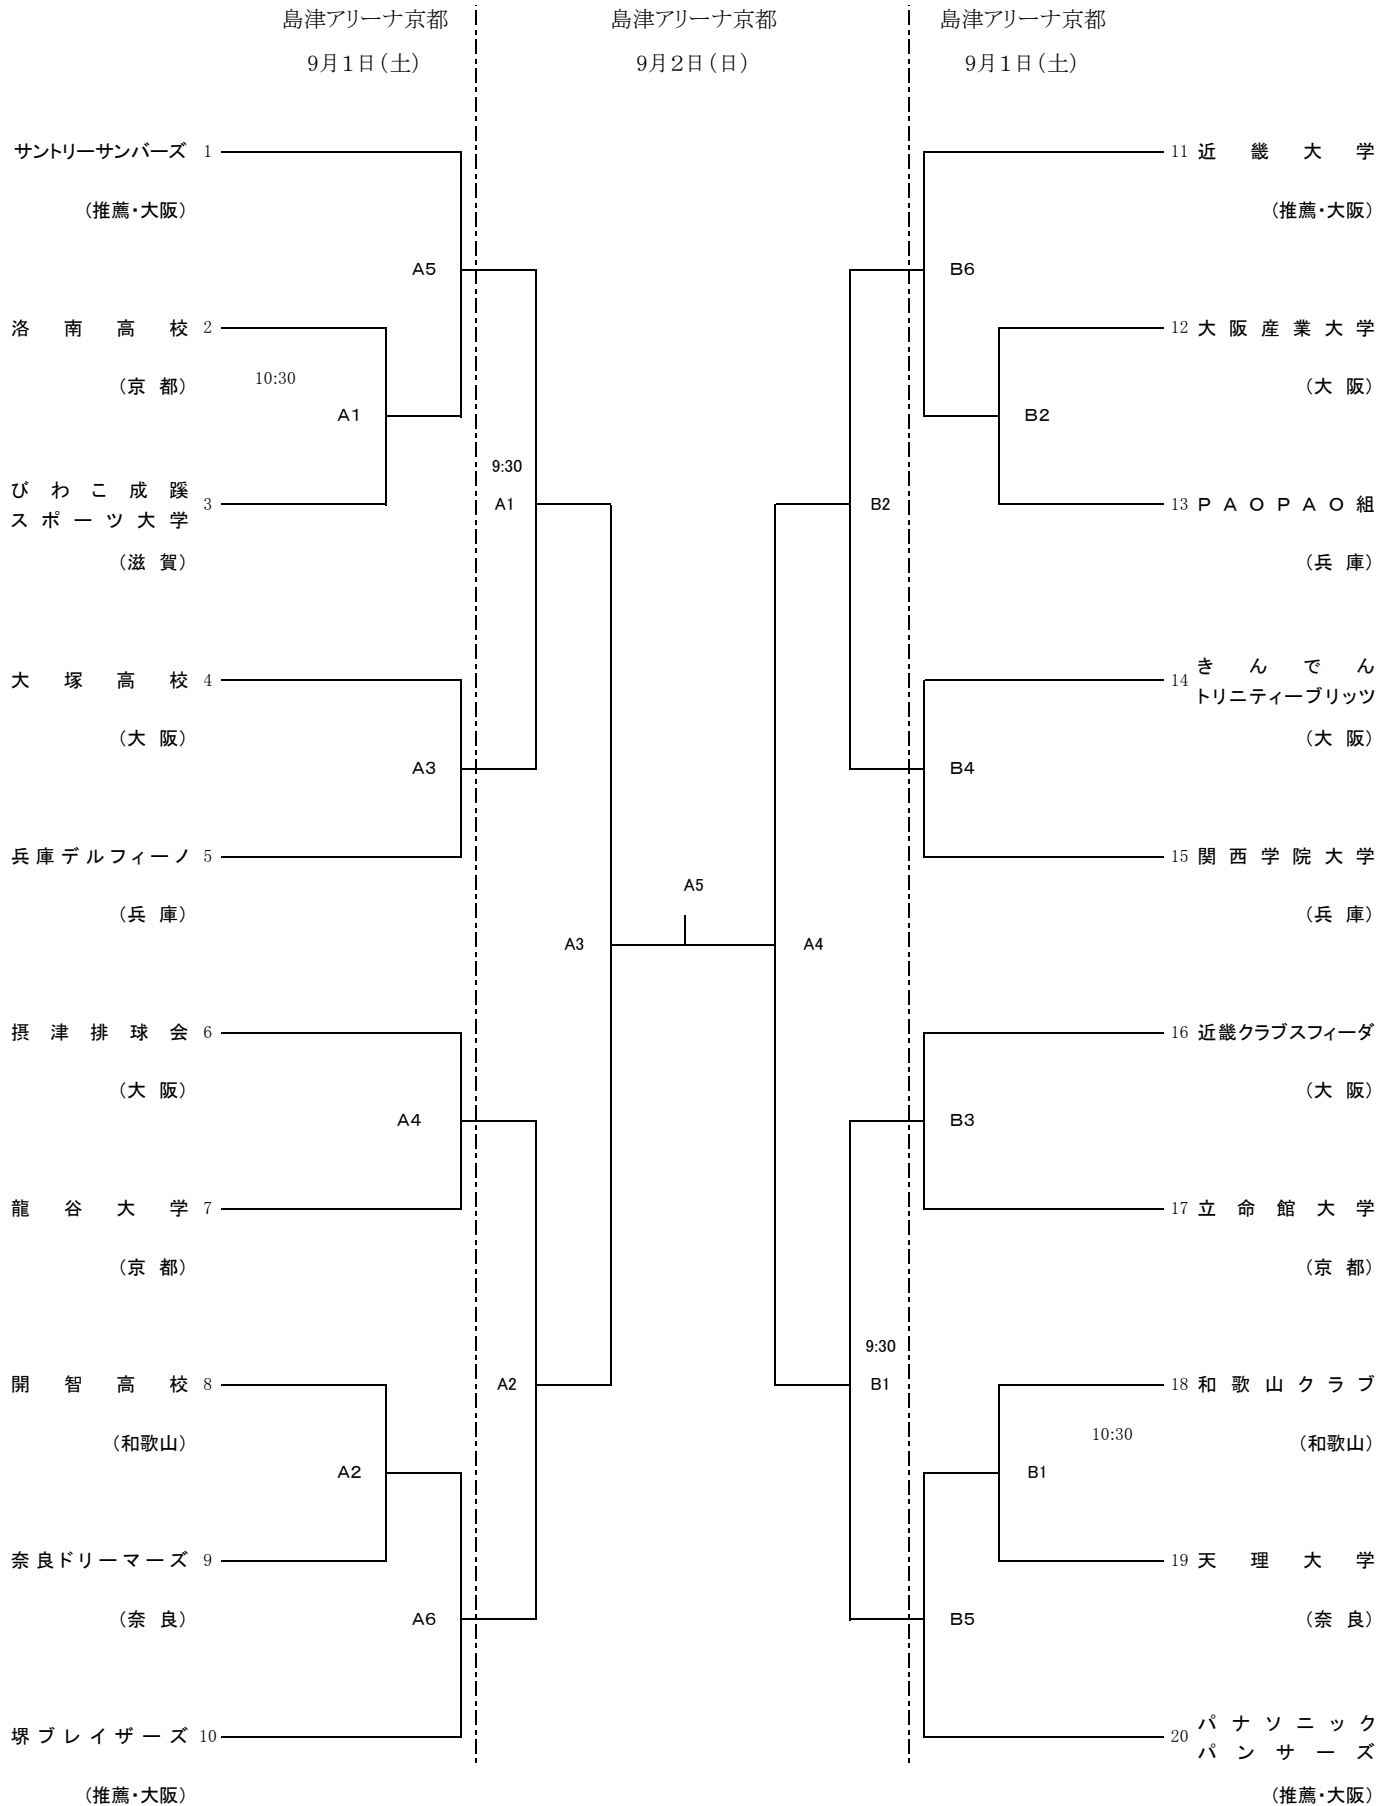 島津アリーナ京都 島津アリーナ京都 島津アリーナ京都
9月1日(土) 9月2日(日) 9月1日(土)
サントリーサンバーズ 1
(推薦・大阪)
A5
洛南高校 2
(京都)
10:30
A1
びわこ成蹊
スポーツ大学 3
(滋賀)
9:30
A1
大塚高校 4
(大阪)
A3
兵庫デルフィーノ 5
(兵庫)
A3
摂津排球会 6
(大阪)
A4
龍谷大学 7
(京都)
A2
開智高校 8
(和歌山)
A2
奈良ドリーマーズ 9
(奈良)
A6
堺ブレイザーズ 10
(推薦・大阪)
A5
A4
11 近畿大学
(推薦・大阪)
B6
12 大阪産業大学
(大阪)
B2
13 PAOPAO組
(兵庫)
B2
14 きんでん
トリニティーブリッツ
(大阪)
B4
15 関西学院大学
(兵庫)
16 近畿クラブスフィーダ
(大阪)
B3
17 立命館大学
(京都)
9:30
B1
18 和歌山クラブ
(和歌山)
10:30
B1
19 天理大学
(奈良)
B5
20 パナソニック
パンサーズ
(推薦・大阪)